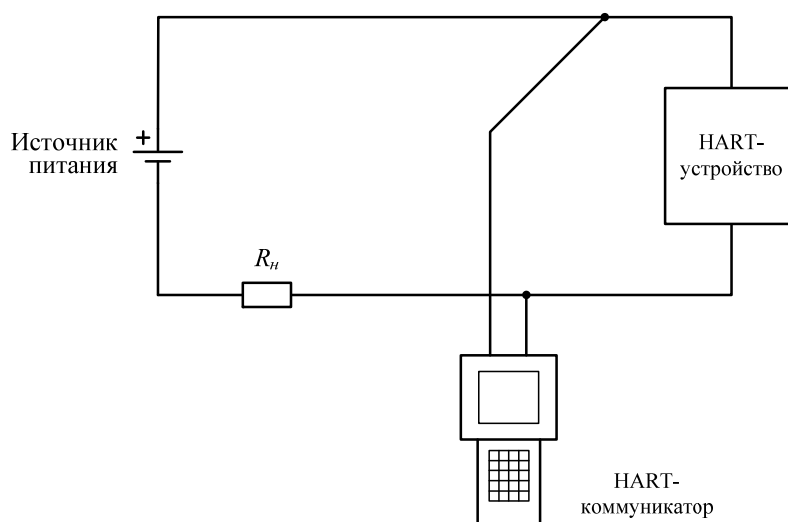 +
Источник
питания
HART-
устройство
Rн
HART-
коммуникатор